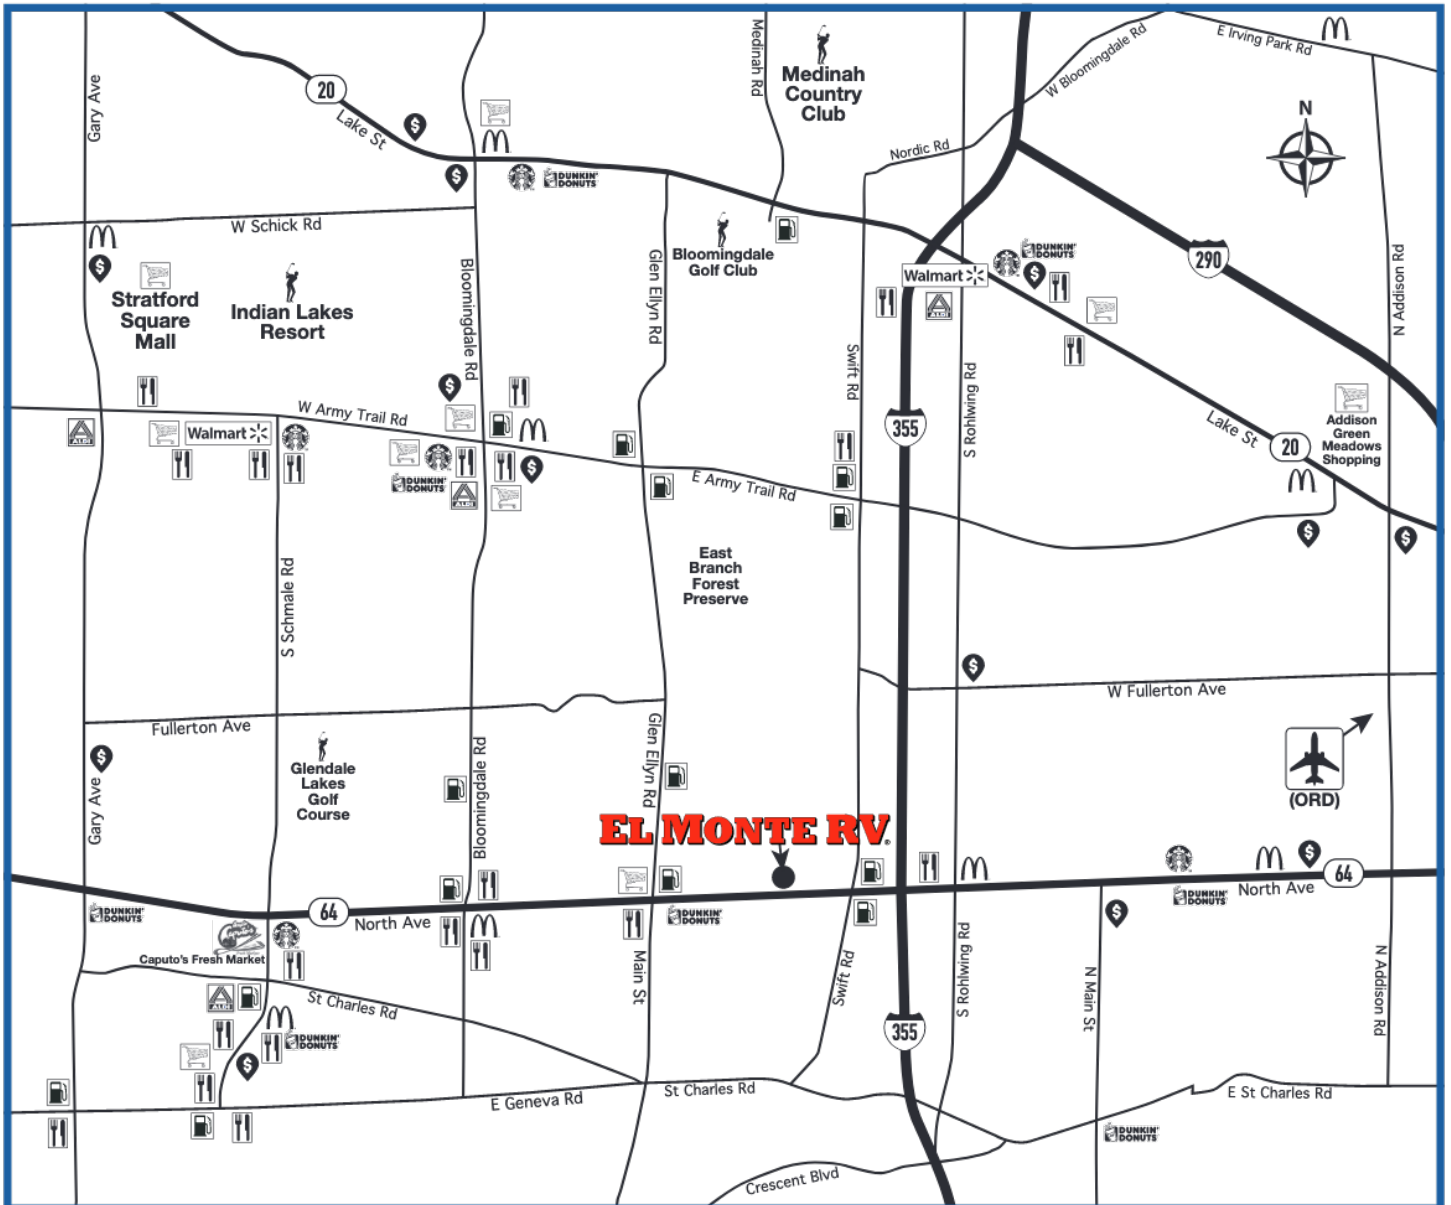 E Irving Park Rd
W Bloomingdale Rd
Medinah Rd
Medinah
Country
Club
Gary Ave
20
Lake St
N
Nordic Rd
DUNKIN'
DONUTS
W Schick Rd
Bloomingdale
Golf Club
Glen Ellyn Rd
Bloomingdale Rd
DUNKIN'
DONUTS
290
N Addison Rd
Walmart
ALDI
Stratford
Square
Mall
Indian Lakes
Resort
Swift Rd
S Rohlwing Rd
355
W Army Trail Rd
ALDI
Walmart
DUNKIN'
DONUTS
ALDI
E Army Trail Rd
Lake St
20
Addison
Green
Meadows
Shopping
East
Branch
Forest
Preserve
S Schmale Rd
W Fullerton Ave
Fullerton Ave
Glen Ellyn Rd
Bloomingdale Rd
Gary Ave
Glendale
Lakes
Golf
Course
(ORD)
EL MONTE RV
64
North Ave
DUNKIN'
DONUTS
64
North Ave
DUNKIN'
DONUTS
DUNKIN'
DONUTS
Caputo's
Caputo's Fresh Market
Main St
Swift Rd
S Rohlwing Rd
N Main St
N Addison Rd
ALDI
St Charles Rd
DUNKIN'
DONUTS
355
E Geneva Rd
St Charles Rd
E St Charles Rd
DUNKIN'
DONUTS
Crescent Blvd